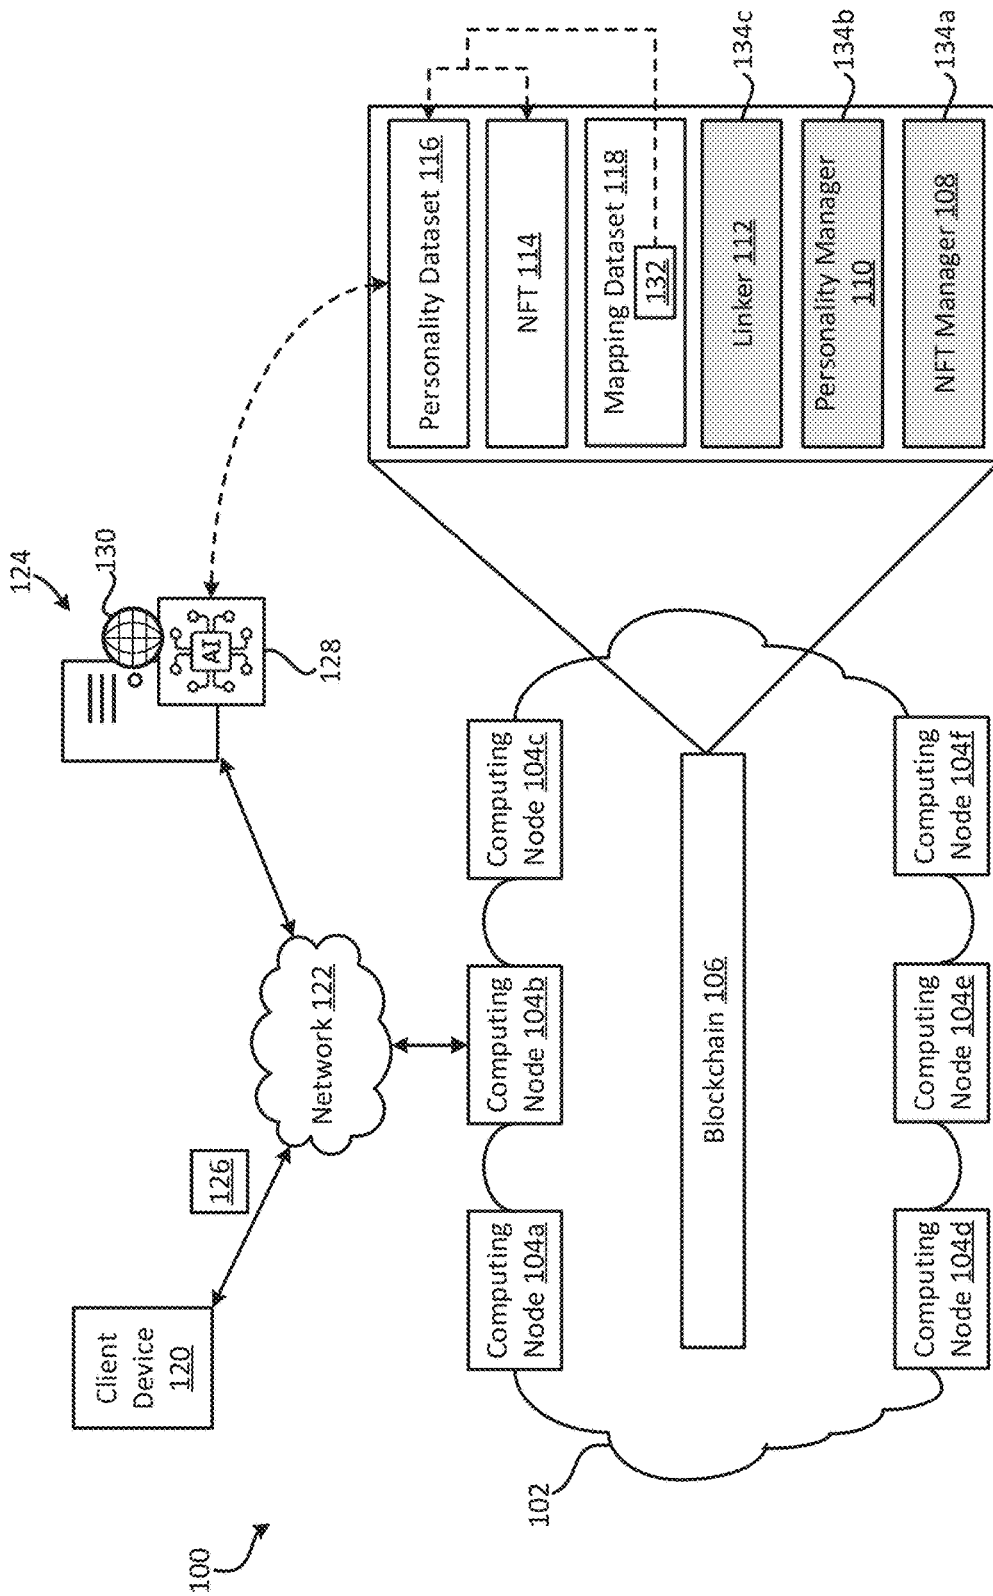 100
102
Client
Device
120
126
Network 122
124
130
AI
128
Computing
Node 104a
Computing
Node 104b
Computing
Node 104c
Blockchain 106
Computing
Node 104d
Computing
Node 104e
Computing
Node 104f
Personality Dataset 116
NFT 114
Mapping Dataset 118
132
Linker 112
134c
Personality Manager
110
134b
NFT Manager 108
134a